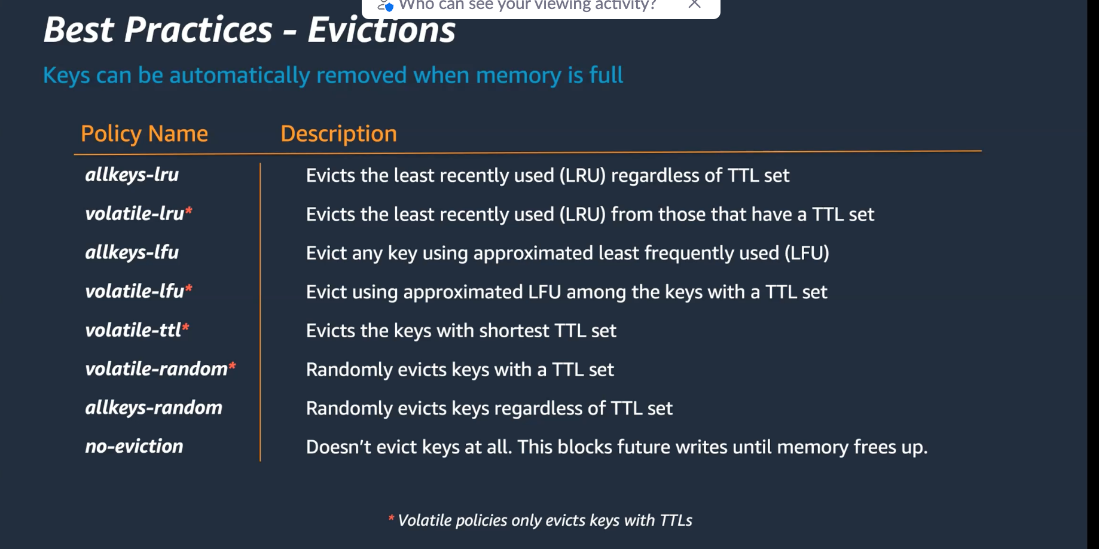 Who can see your viewing activity?
Best Practices - Evictions
Keys can be automatically removed when memory is full
Policy Name Description
allkeys-lru Evicts the least recently used (LRU) regardless of TTL set
volatile-lru* Evicts the least recently used (LRU) from those that have a TTL set
allkeys-lfu Evict any key using approximated least frequently used (LFU)
volatile-lfu* Evict using approximated LFU among the keys with a TTL set
volatile-ttl* Evicts the keys with shortest TTL set
volatile-random* Randomly evicts keys with a TTL set
allkeys-random Randomly evicts keys regardless of TTL set
no-eviction Doesn’t evict keys at all. This blocks future writes until memory frees up.
* Volatile policies only evicts keys with TTLs